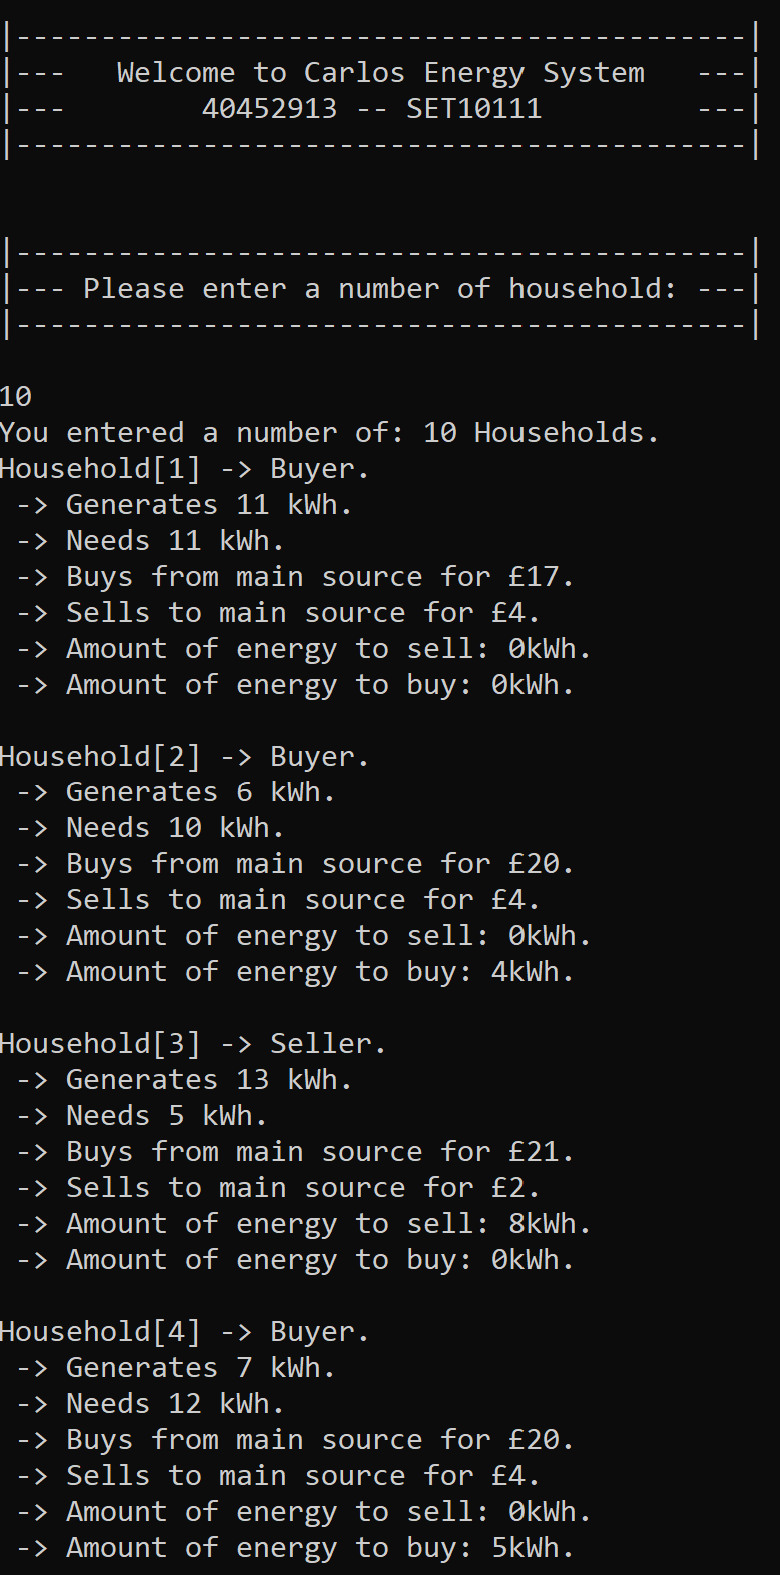 |-------------------------------------------|
|---   Welcome to Carlos Energy System   ---|
|---        40452913 -- SET10111         ---|
|-------------------------------------------|
|-------------------------------------------|
|--- Please enter a number of household: ---|
|-------------------------------------------|
10
You entered a number of: 10 Households.
Household[1] -> Buyer.
 -> Generates 11 kWh.
 -> Needs 11 kWh.
 -> Buys from main source for £17.
 -> Sells to main source for £4.
 -> Amount of energy to sell: 0kWh.
 -> Amount of energy to buy: 0kWh.
Household[2] -> Buyer.
 -> Generates 6 kWh.
 -> Needs 10 kWh.
 -> Buys from main source for £20.
 -> Sells to main source for £4.
 -> Amount of energy to sell: 0kWh.
 -> Amount of energy to buy: 4kWh.
Household[3] -> Seller.
 -> Generates 13 kWh.
 -> Needs 5 kWh.
 -> Buys from main source for £21.
 -> Sells to main source for £2.
 -> Amount of energy to sell: 8kWh.
 -> Amount of energy to buy: 0kWh.
Household[4] -> Buyer.
 -> Generates 7 kWh.
 -> Needs 12 kWh.
 -> Buys from main source for £20.
 -> Sells to main source for £4.
 -> Amount of energy to sell: 0kWh.
 -> Amount of energy to buy: 5kWh.